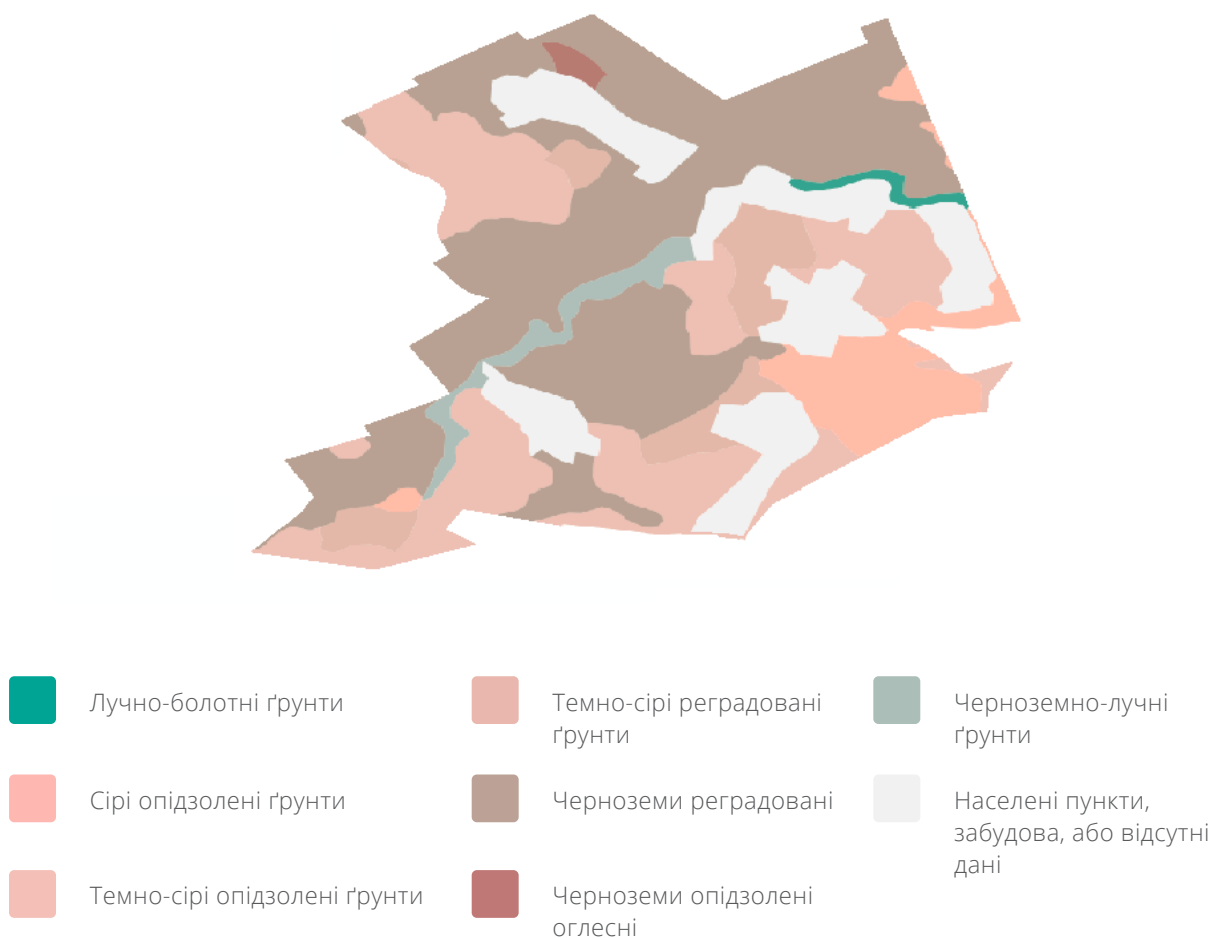 Лучно-болотні ґрунти
Сірі опідзолені ґрунти
Темно-сірі опідзолені ґрунти
Темно-сірі реградовані
ґрунти
Черноземи реградовані
Черноземи опідзолені
оглесні
Черноземно-лучні
ґрунти
Населені пункти,
забудова, або відсутні
дані